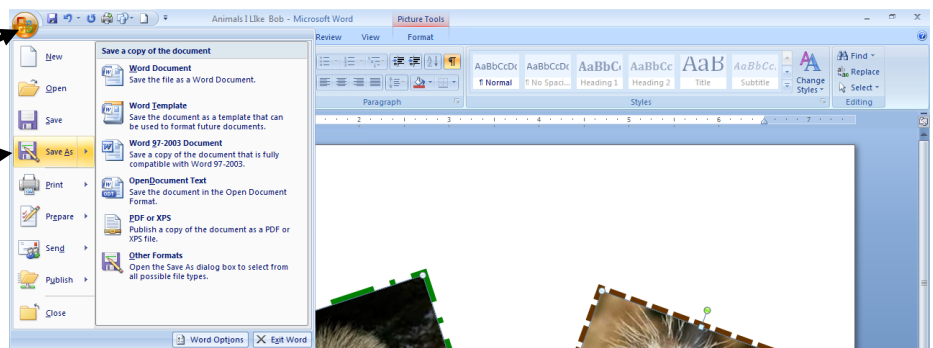 Animals I LIke Bob - Microsoft Word
Picture Tools
Review View Format
New
Open
Save
Save As
Print
Prepare
Send
Publish
Close
Save a copy of the document
Word Document
Save the file as a Word Document.
Word Template
Save the document as a template that can
be used to format future documents.
Word 97-2003 Document
Save a copy of the document that is fully
compatible with Word 97-2003.
OpenDocument Text
Save the document in the Open Document
Format.
PDF or XPS
Publish a copy of the document as a PDF or
XPS file.
Other Formats
Open the Save As dialog box to select from
all possible file types.
Word Options
Exit Word
Paragraph
AaBbCcDc AaBbCcDc AaBbC AaBbCc AaB AaBbCc.
¶ Normal ¶ No Spaci... Heading 1 Heading 2 Title Subtitle
Change
Styles
Styles
Find
Replace
Select
Editing
2 3 4 5 6 7